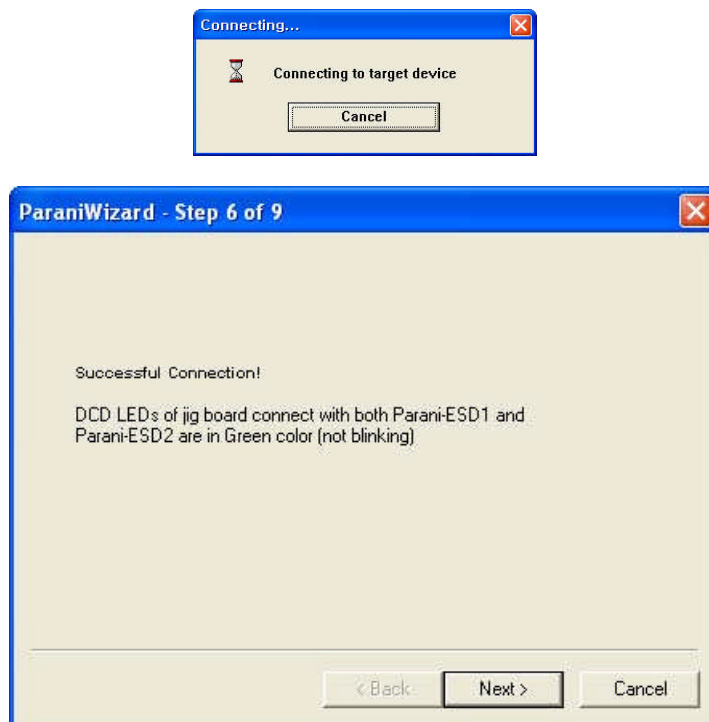 Connecting...
Connecting to target device
Cancel
ParaniWizard - Step 6 of 9
Successful Connection!
DCD LEDs of jig board connect with both Parani-ESD1 and
Parani-ESD2 are in Green color (not blinking)
< Back Next > Cancel